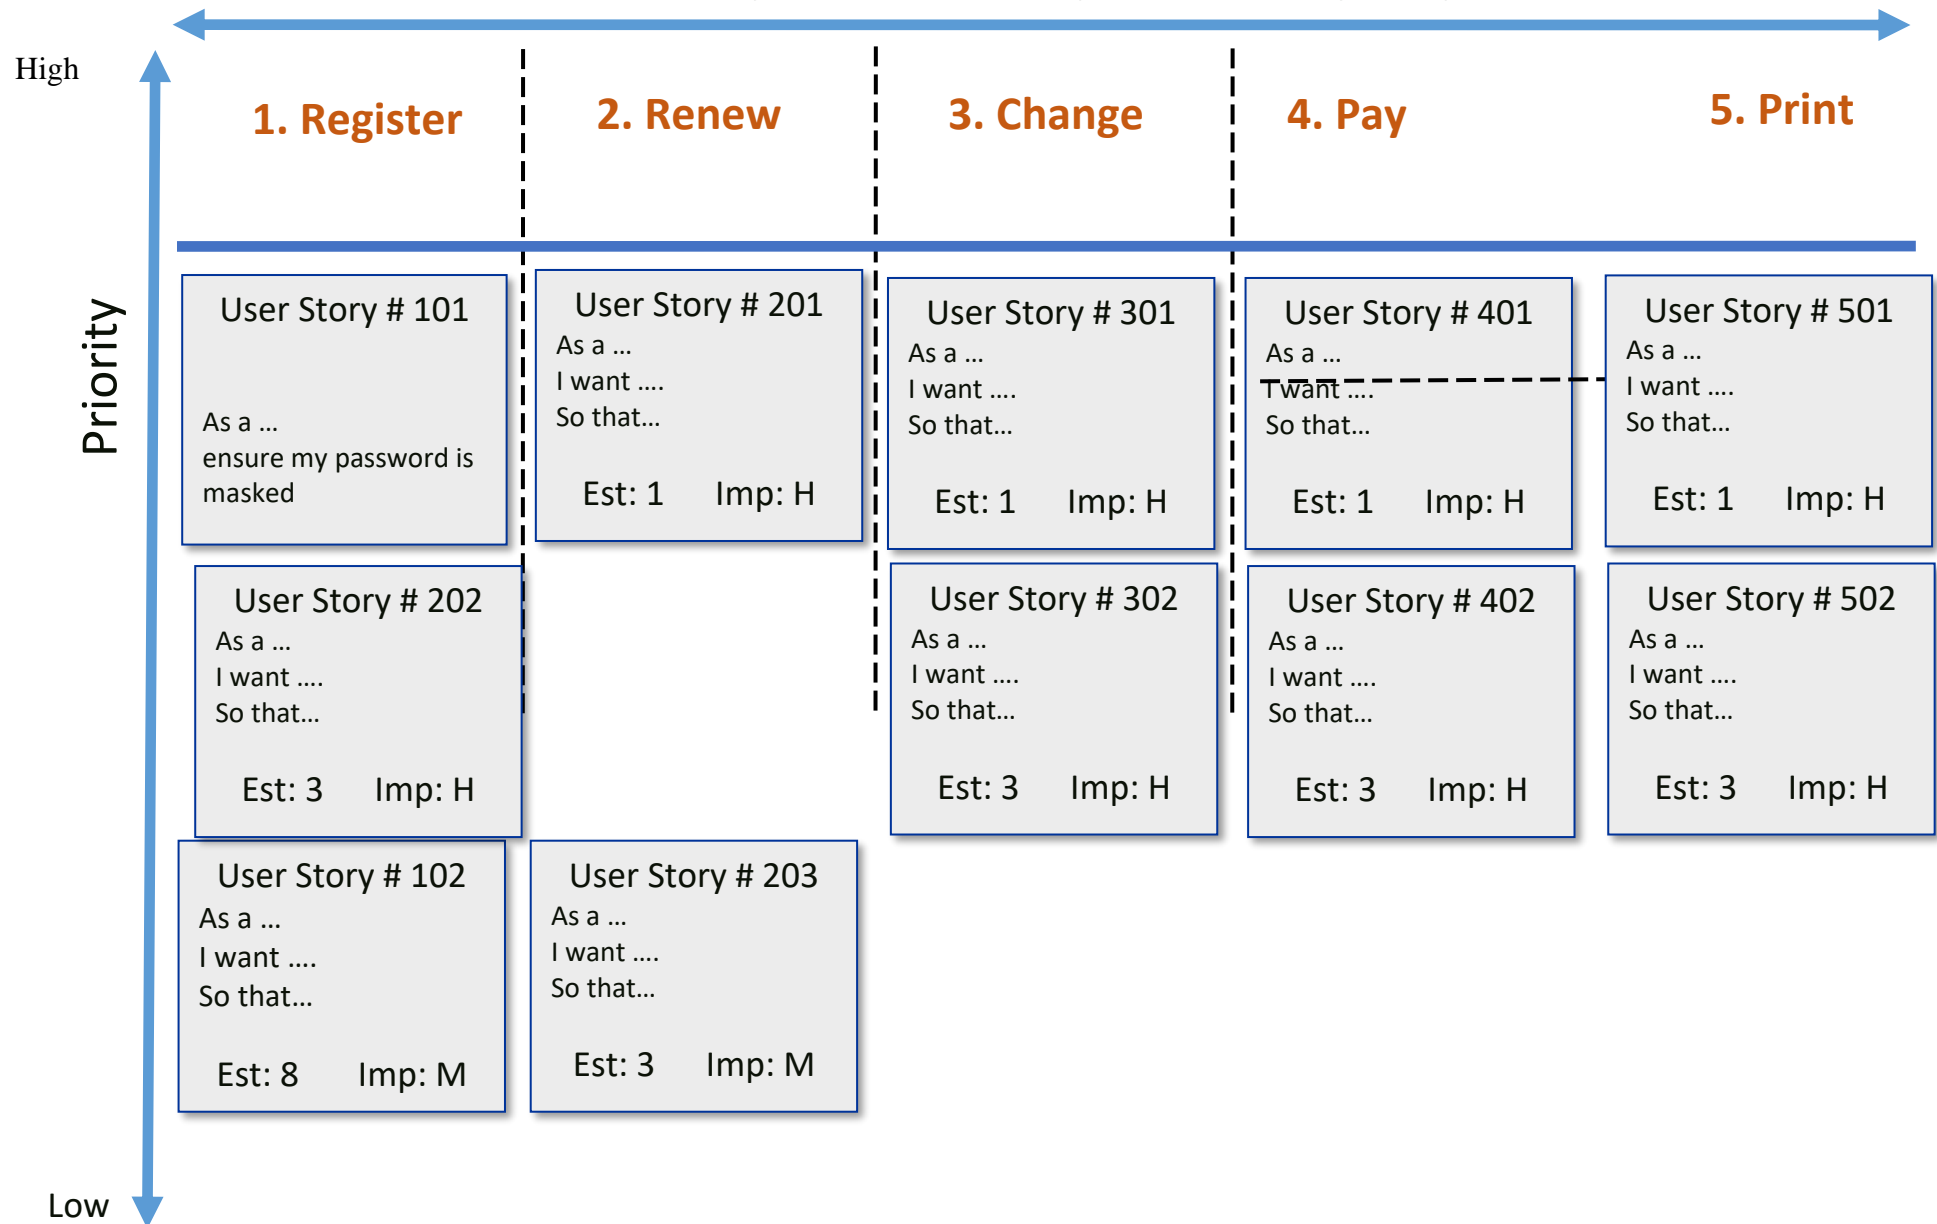 High
1. Register
2. Renew
3. Change
4. Pay
5. Print
Priority
User Story # 101
As a ...
ensure my password is
masked
User Story # 201
As a ...
I want ....
So that...
Est: 1 Imp: H
User Story # 301
As a ...
I want ....
So that...
Est: 1 Imp: H
User Story # 401
As a ...
I want ....
So that...
Est: 1 Imp: H
User Story # 501
As a ...
I want ....
So that...
Est: 1 Imp: H
User Story # 202
As a ...
I want ....
So that...
Est: 3 Imp: H
User Story # 302
As a ...
I want ....
So that...
Est: 3 Imp: H
User Story # 402
As a ...
I want ....
So that...
Est: 3 Imp: H
User Story # 502
As a ...
I want ....
So that...
Est: 3 Imp: H
User Story # 102
As a ...
I want ....
So that...
Est: 8 Imp: M
User Story # 203
As a ...
I want ....
So that...
Est: 3 Imp: M
Low